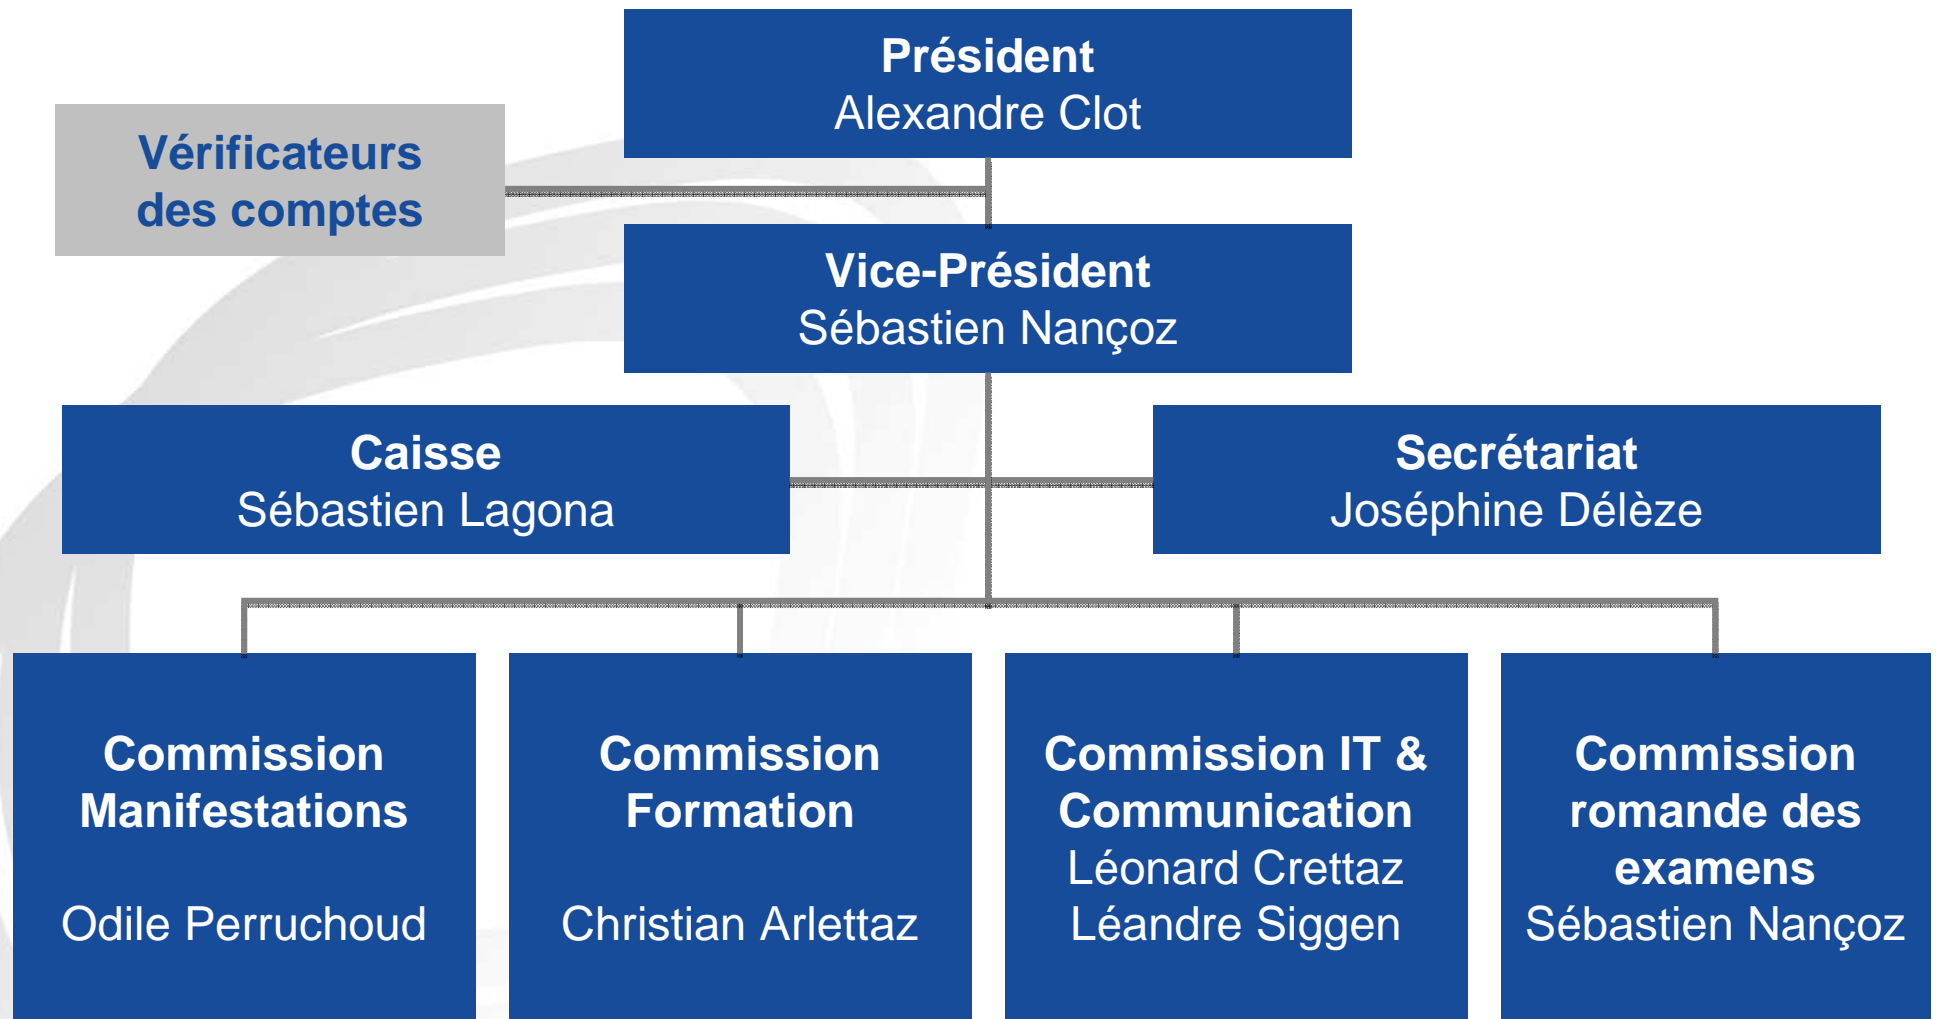 Président
Alexandre Clot
Vérificateurs
des comptes
Vice-Président
Sébastien Nançoz
Caisse
Sébastien Lagona
Secrétariat
Joséphine Délèze
Commission
Manifestations
Odile Perruchoud
Commission
Formation
Christian Arlettaz
Commission IT &
Communication
Léonard Crettaz
Léandre Siggen
Commission
romande des
examens
Sébastien Nançoz